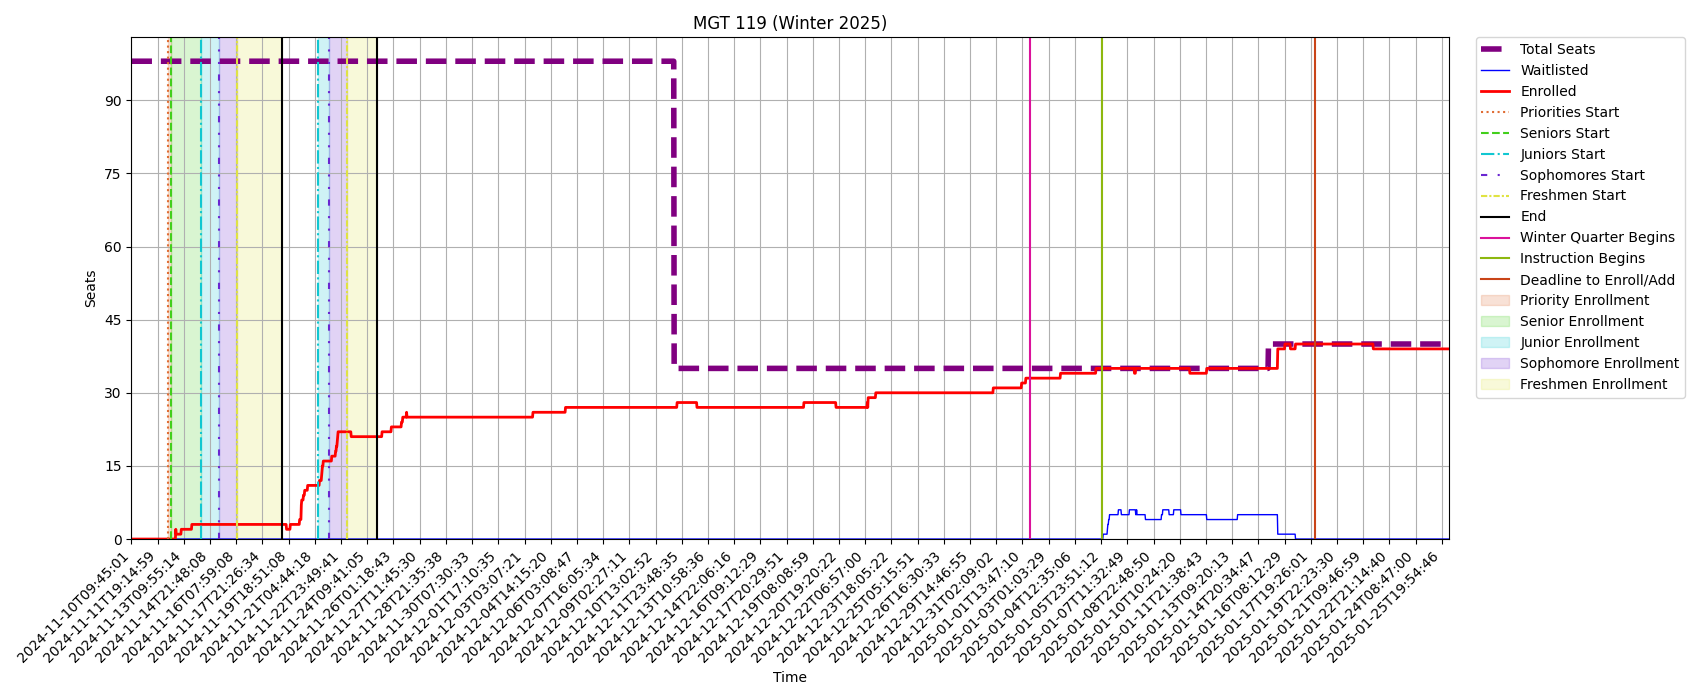 MGT 119 (Winter 2025)
Seats
90
75
60
45
30
15
0
2024-11-10T09:45:01
2024-11-11T19:14:59
2024-11-13T09:55:14
2024-11-14T21:48:08
2024-11-16T07:59:08
2024-11-17T21:26:34
2024-11-19T18:51:08
2024-11-21T04:44:18
2024-11-22T23:49:41
2024-11-24T09:41:05
2024-11-26T01:18:43
2024-11-27T11:45:30
2024-11-28T21:35:38
2024-11-30T07:30:33
2024-12-01T17:10:35
2024-12-03T03:07:21
2024-12-04T14:15:20
2024-12-06T03:08:47
2024-12-07T16:05:34
2024-12-09T02:27:11
2024-12-10T13:02:52
2024-12-11T23:48:35
2024-12-13T10:58:36
2024-12-14T22:06:16
2024-12-16T09:12:29
2024-12-17T20:29:51
2024-12-19T08:08:59
2024-12-20T19:20:22
2024-12-22T06:57:00
2024-12-23T18:05:22
2024-12-25T05:15:51
2024-12-26T16:30:33
2024-12-29T14:46:55
2024-12-31T02:09:02
2025-01-01T13:47:10
2025-01-03T01:03:29
2025-01-04T12:35:06
2025-01-05T23:51:12
2025-01-07T11:32:49
2025-01-08T22:48:50
2025-01-10T10:24:20
2025-01-11T21:38:43
2025-01-13T09:20:13
2025-01-14T20:34:47
2025-01-16T08:12:29
2025-01-17T19:26:01
2025-01-19T22:23:30
2025-01-21T09:46:59
2025-01-22T21:14:40
2025-01-24T08:47:00
2025-01-25T19:54:46
Time
Total Seats
Waitlisted
Enrolled
Priorities Start
Seniors Start
Juniors Start
Sophomores Start
Freshmen Start
End
Winter Quarter Begins
Instruction Begins
Deadline to Enroll/Add
Priority Enrollment
Senior Enrollment
Junior Enrollment
Sophomore Enrollment
Freshmen Enrollment